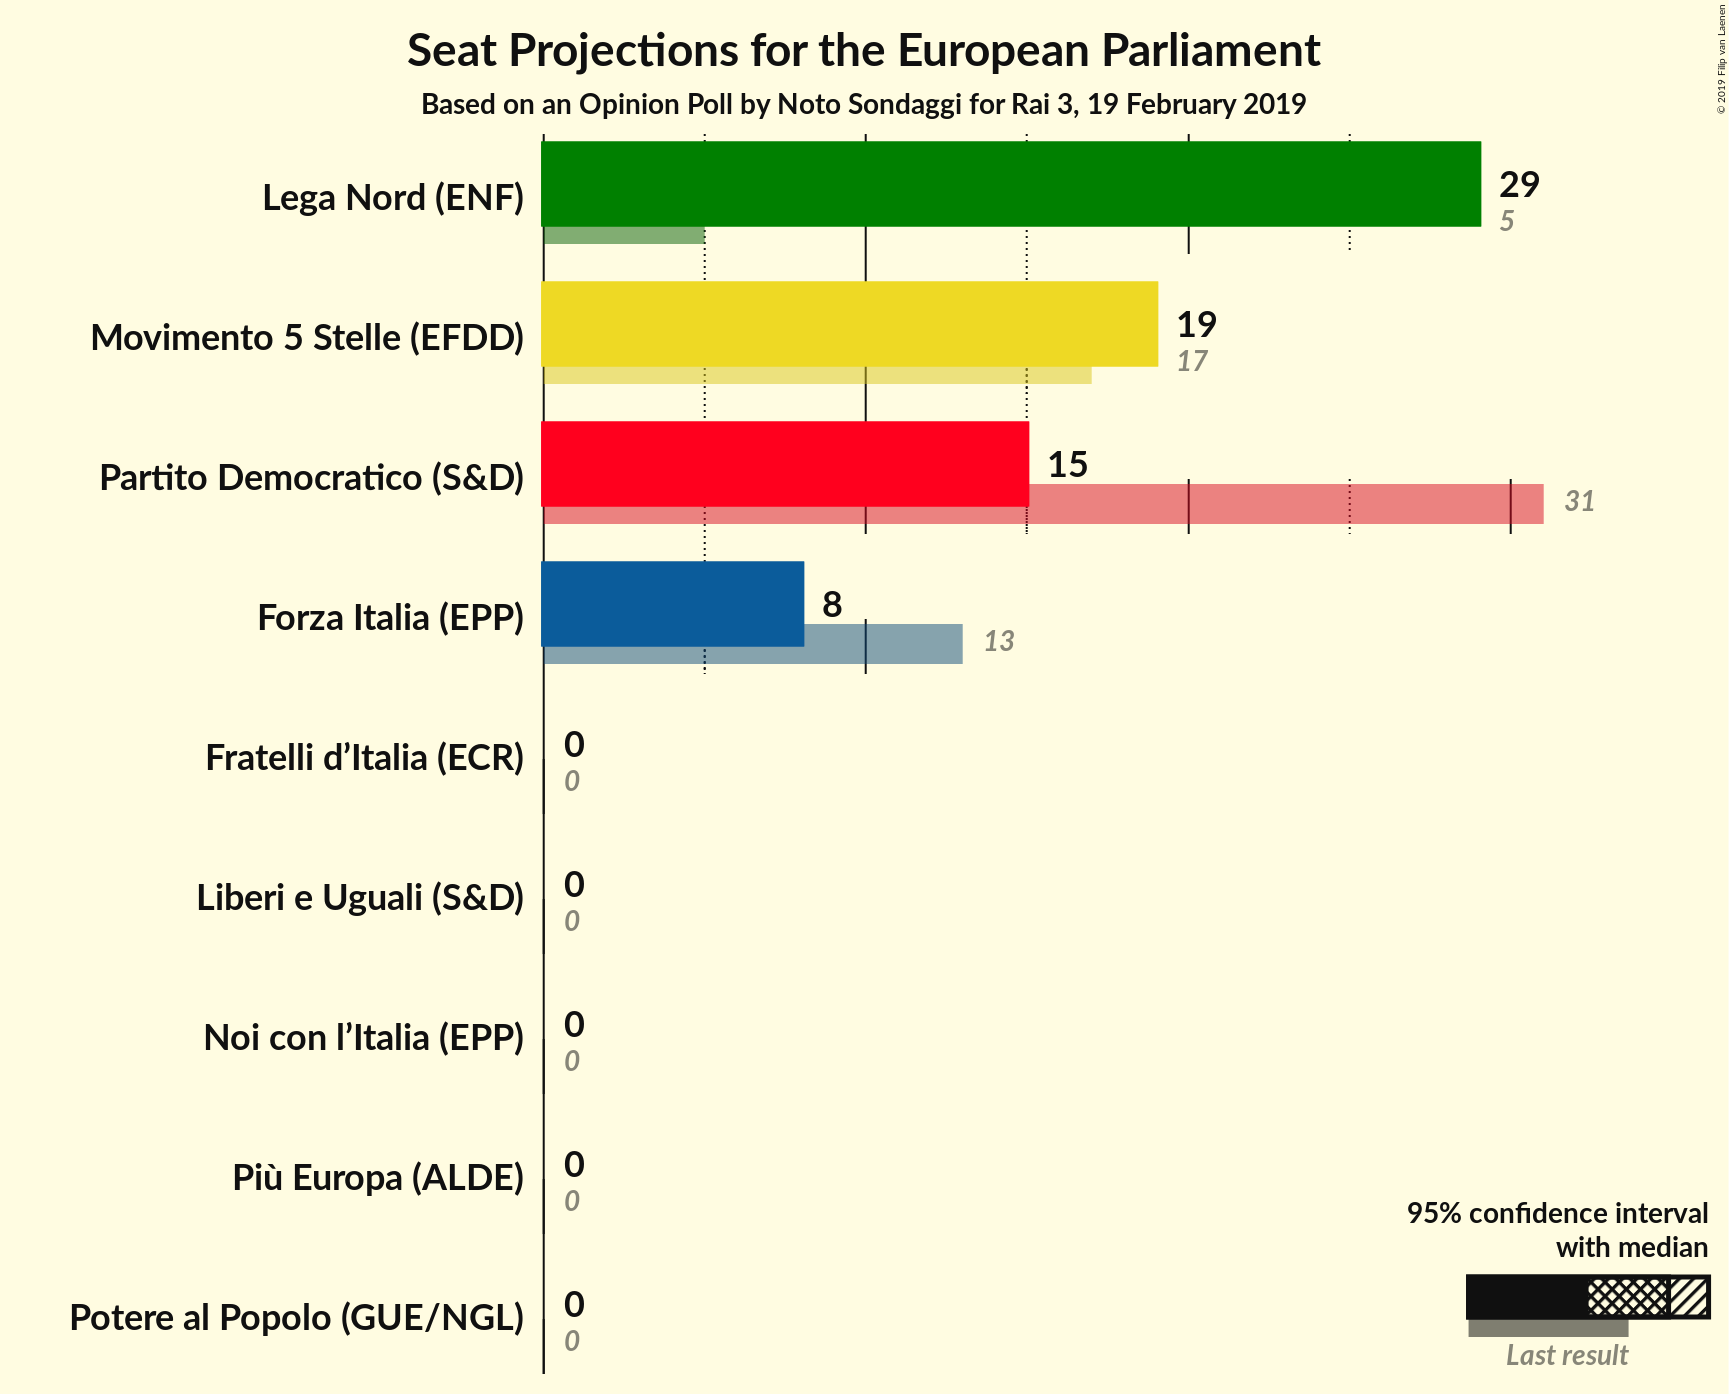 Seat Projections for the European Parliament
Based on an Opinion Poll by Noto Sondaggi for Rai 3, 19 February 2019
© 2019 Filip van Laenen
Lega Nord (ENF)
29
5
Movimento 5 Stelle (EFDD)
19
17
Partito Democratico (S&D)
15
31
Forza Italia (EPP)
8
13
Fratelli d’Italia (ECR)
0
0
Liberi e Uguali (S&D)
0
0
Noi con l’Italia (EPP)
0
0
Più Europa (ALDE)
0
0
Potere al Popolo (GUE/NGL)
0
0
95% confidence interval
with median
Last result